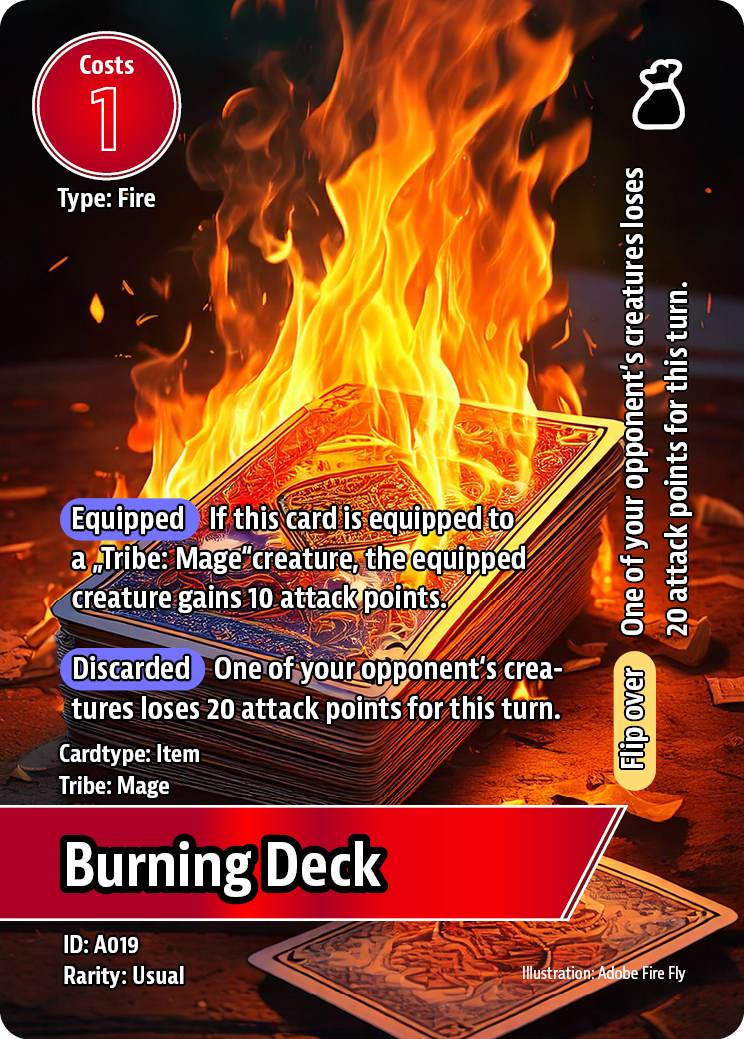 Costs
1
Type: Fire
Equipped If this card is equipped to
a „Tribe: Mage“creature, the equipped
creature gains 10 attack points.
Discarded One of your opponent‘s crea-
tures loses 20 attack points for this turn.
Cardtype: Item
Tribe: Mage
Flip over One of your opponent‘s creatures loses
20 attack points for this turn.
Burning Deck
ID: A019
Rarity: Usual
Illustration: Adobe Fire Fly